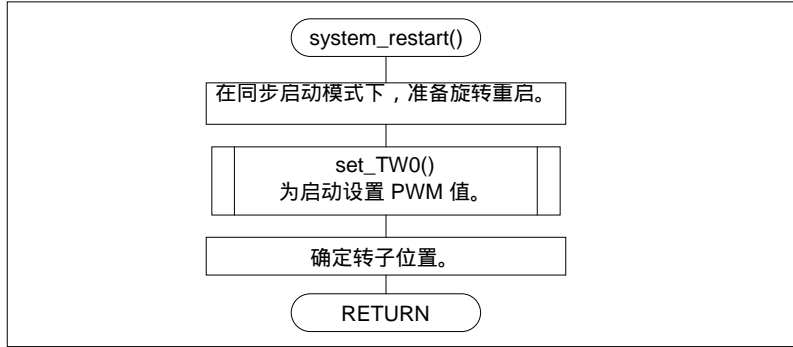 system_restart()
在同步启动模式下，准备旋转重启。
set_TW0()
为启动设置 PWM 值。
确定转子位置。
RETURN